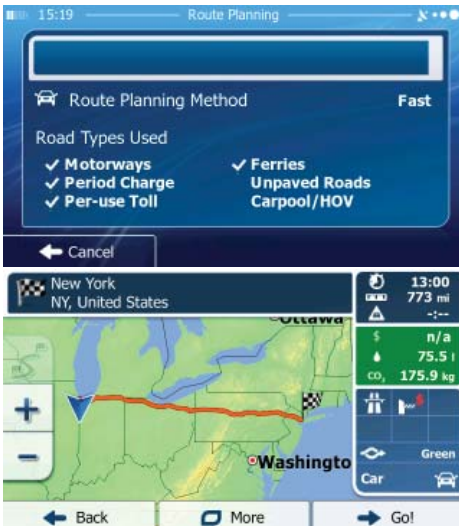 15:19 Route Planning
Route Planning Method Fast
Road Types Used
Motorways Ferries
Period Charge Unpaved Roads
Per-use Toll Carpool/HOV
Cancel
New York
NY, United States
13:00
773 mi
-:--
$ n/a
75.5 l
CO₂ 175.9 kg
Ottawa
Washingto
Green
Car
Back More Go!